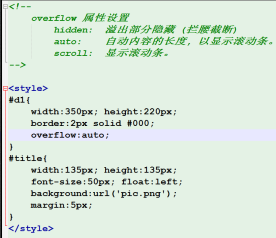 <!--
overflow 属性设置
hidden: 溢出部分隐藏 (拦腰截断)
auto: 自动内容的长度，以显示滚动条。
scroll: 显示滚动条。
-->
<style>
#d1{
width:350px; height:220px;
border:2px solid #000;
overflow:auto;
}
#title{
width:135px; height:135px;
font-size:50px; float:left;
background:url('pic.png');
margin:5px;
}
</style>